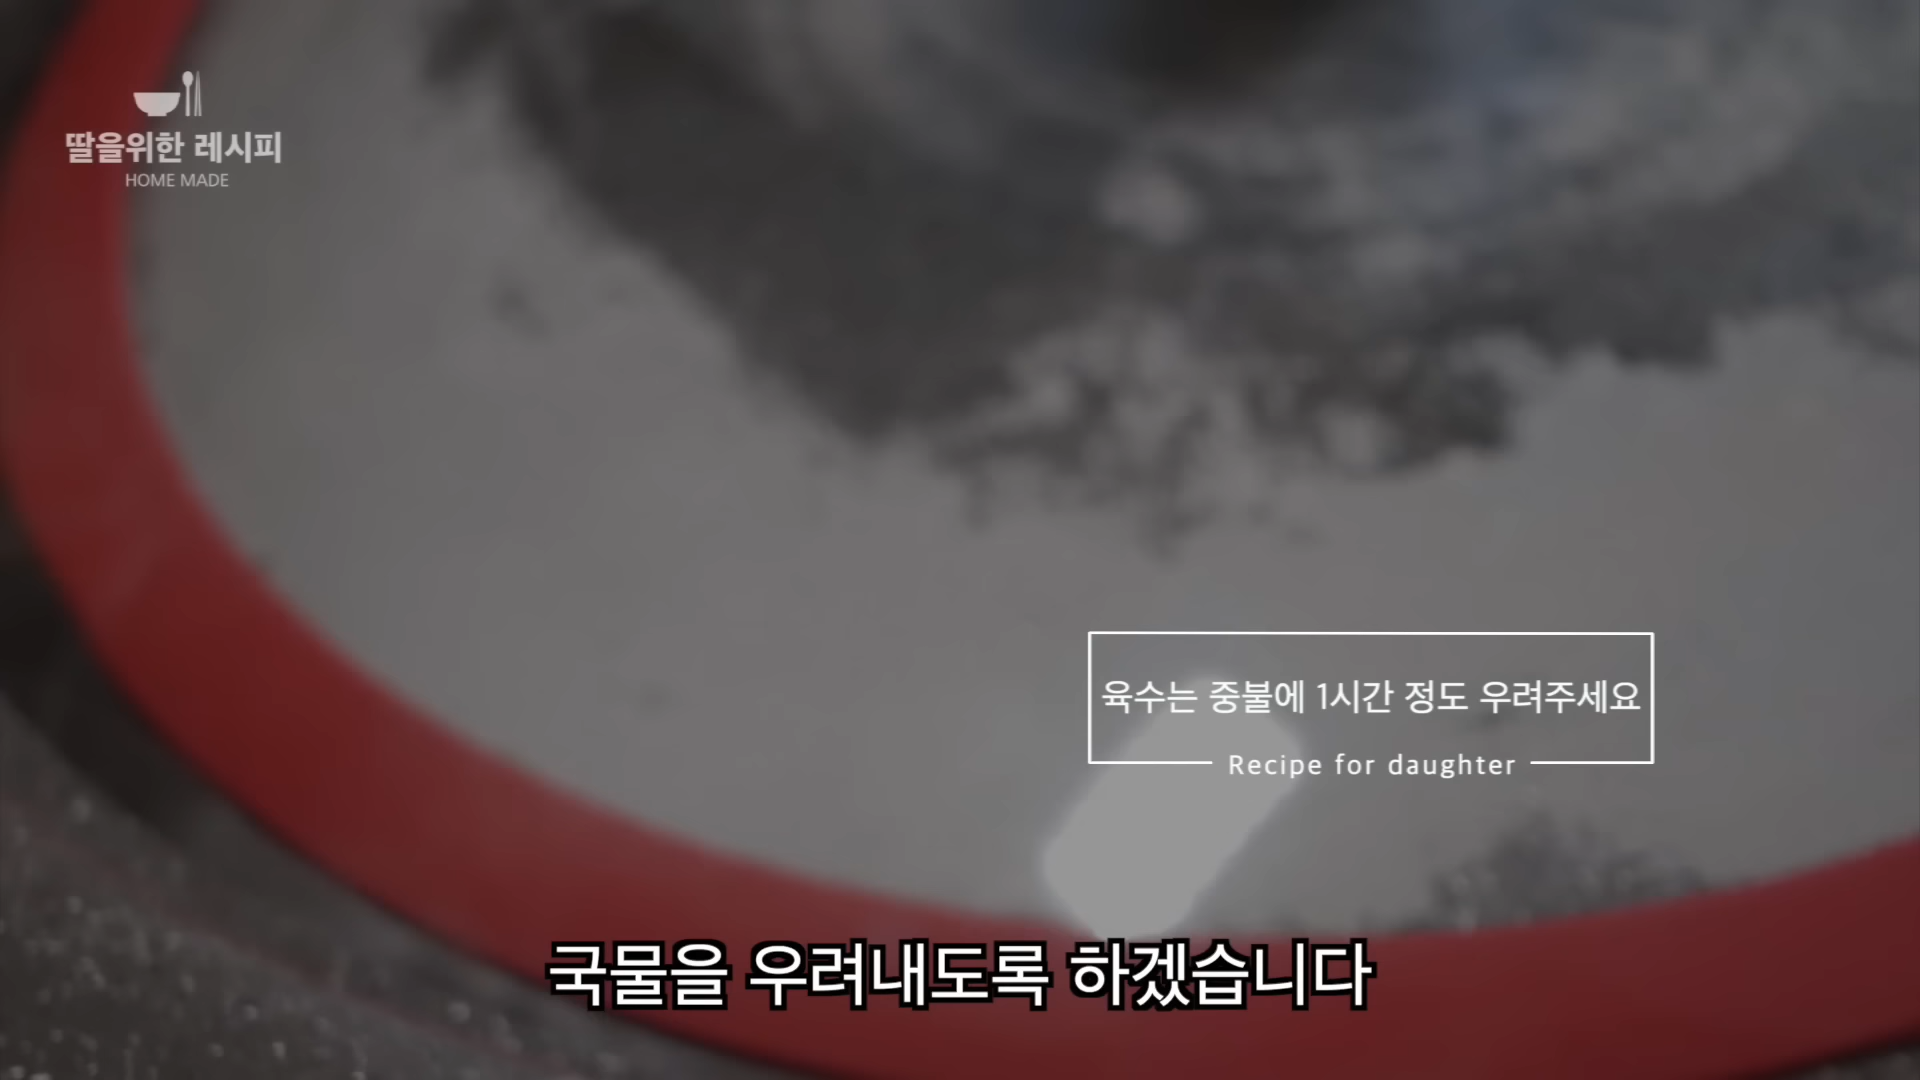 딸을위한 레시피
HOME MADE
육수는 중불에 1시간 정도 우려주세요
Recipe for daughter
국물을 우려내도록 하겠습니다